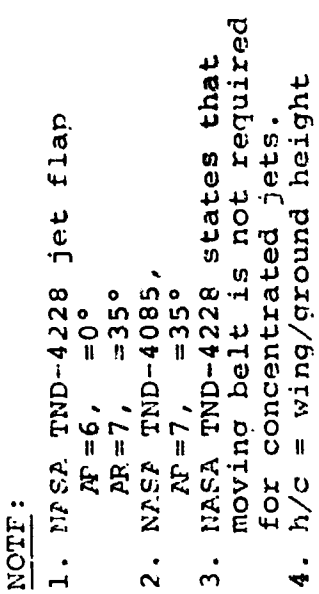 NOTE:
1. NASA TND-4228 jet flap
AR=6, =0°
AR=7, =35°
2. NASA TND-4085,
AR=7, =35°
3. NASA TND-4228 states that
moving belt is not required
for concentrated jets.
4. h/c = wing/ground height